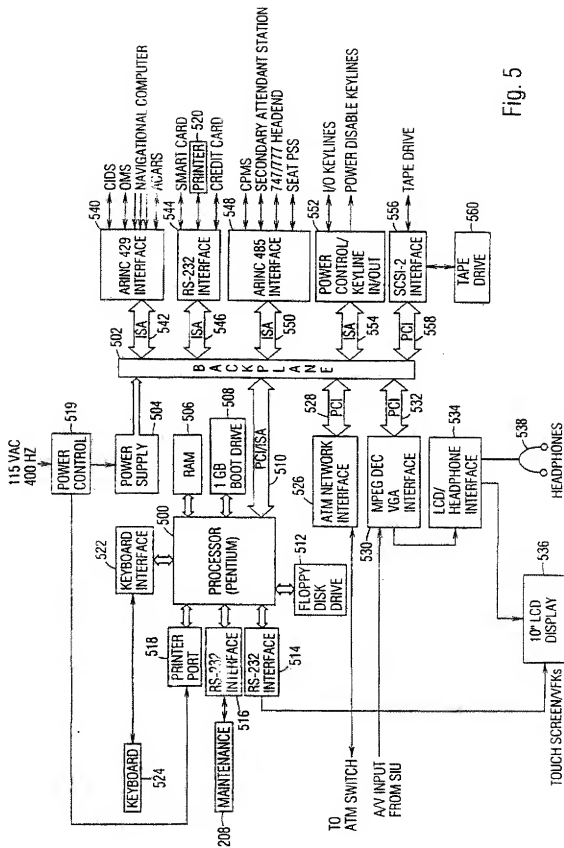 115 VAC
400 HZ
519
POWER
CONTROL
504
POWER
SUPPLY
502
BACKPLANE
522
KEYBOARD
INTERFACE
500
PROCESSOR
(PENTIUM)
506
RAM
508
1 GB
BOOT DRIVE
PCI/ISA
510
512
FLOPPY
DISK DRIVE
518
PRINTER
PORT
RS-232
INTERFACE
516
RS-232
INTERFACE
514
KEYBOARD
524
208
MAINTENANCE
540
ARINC 429
INTERFACE
CIDS
OMS
NAVIGATIONAL COMPUTER
ACARS
ISA
542
544
RS-232
INTERFACE
SMART CARD
PRINTER
520
CREDIT CARD
ISA
546
548
ARINC 485
INTERFACE
CPMS
SECONDARY ATTENDANT STATION
747/777 HEADEND
SEAT PSS
ISA
550
552
POWER
CONTROL/
KEYLINE
IN/OUT
I/O KEYLINES
POWER DISABLE KEYLINES
ISA
554
556
SCSI-2
INTERFACE
TAPE DRIVE
PCI
558
TAPE
DRIVE
560
528
PCI
526
ATM NETWORK
INTERFACE
TO
ATM SWITCH
PCI
532
530
MPEG DEC
VGA
INTERFACE
A/V INPUT
FROM SIU
534
LCD/
HEADPHONE
INTERFACE
538
HEADPHONES
536
10" LCD
DISPLAY
TOUCH SCREEN/VFKs
Fig. 5